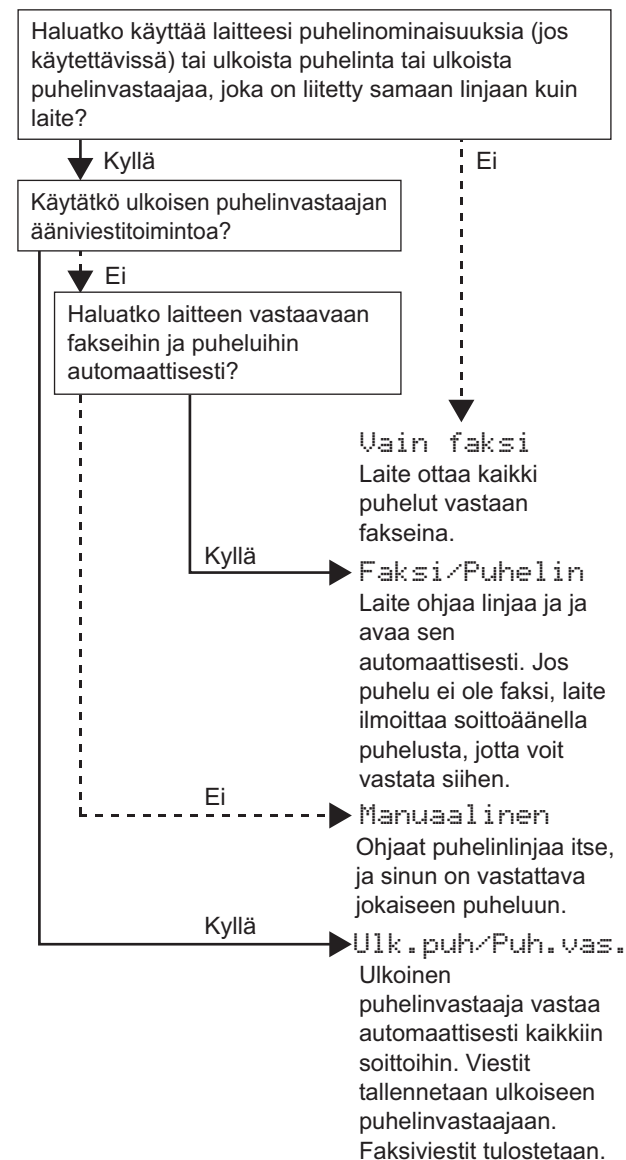 Haluatko käyttää laitteesi puhelinominaisuuksia (jos
käytettävissä) tai ulkoista puhelinta tai ulkoista
puhelinvastaajaa, joka on liitetty samaan linjaan kuin
laite?
Kyllä
Ei
Käytätkö ulkoisen puhelinvastaajan
ääniviestitoimintoa?
Ei
Haluatko laitteen vastaavaan
fakseihin ja puheluihin
automaattisesti?
Vain faksi
Laite ottaa kaikki
puhelut vastaan
fakseina.
Kyllä
Faksi/Puhelin
Laite ohjaa linjaa ja ja
avaa sen
automaattisesti. Jos
puhelu ei ole faksi, laite
ilmoittaa soittoäänella
puhelusta, jotta voit
vastata siihen.
Ei
Manuaalinen
Ohjaat puhelinlinjaa itse,
ja sinun on vastattava
jokaiseen puheluun.
Kyllä
Ulk.puh/Puh.vas.
Ulkoinen
puhelinvastaaja vastaa
automaattisesti kaikkiin
soittoihin. Viestit
tallennetaan ulkoiseen
puhelinvastaajaan.
Faksiviestit tulostetaan.